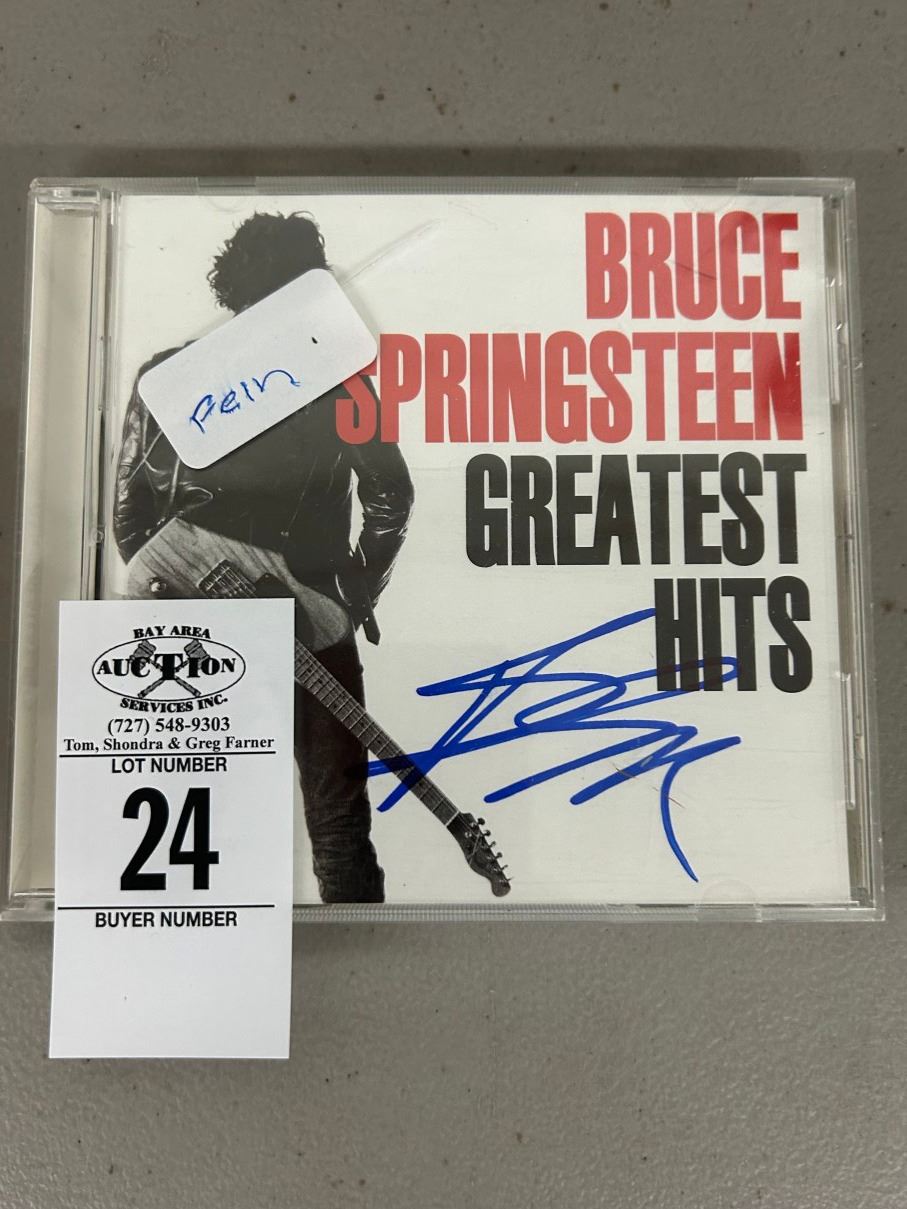 BRUCE
SPRINGSTEEN
GREATEST
HITS
BAY AREA
AUCTION
SERVICES INC.
(727) 548-9303
Tom, Shondra & Greg Farner
LOT NUMBER
24
BUYER NUMBER